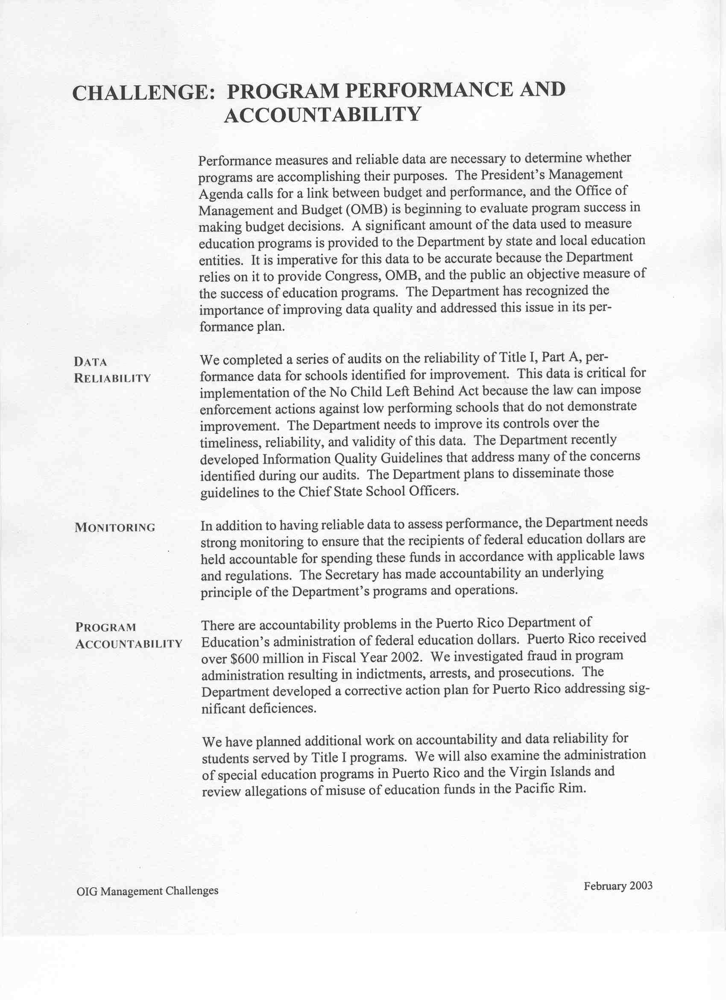 CHALLENGE: PROGRAM PERFORMANCE AND
ACCOUNTABILITY
Performance measures and reliable data are necessary to determine whether
programs are accomplishing their purposes. The President's Management
Agenda calls for a link between budget and performance, and the Office of
Management and Budget (OMB) is beginning to evaluate program success in
making budget decisions. A significant amount of the data used to measure
education programs is provided to the Department by state and local education
entities. It is imperative for this data to be accurate because the Department
relies on it to provide Congress, OMB, and the public an objective measure of
the success of education programs. The Department has recognized the
importance of improving data quality and addressed this issue in its per-
formance plan.
DATA
RELIABILITY
We completed a series of audits on the reliability of Title I, Part A, per-
formance data for schools identified for improvement. This data is critical for
implementation of the No Child Left Behind Act because the law can impose
enforcement actions against low performing schools that do not demonstrate
improvement. The Department needs to improve its controls over the
timeliness, reliability, and validity of this data. The Department recently
developed Information Quality Guidelines that address many of the concerns
identified during our audits. The Department plans to disseminate those
guidelines to the Chief State School Officers.
MONITORING
In addition to having reliable data to assess performance, the Department needs
strong monitoring to ensure that the recipients of federal education dollars are
held accountable for spending these funds in accordance with applicable laws
and regulations. The Secretary has made accountability an underlying
principle of the Department's programs and operations.
PROGRAM
ACCOUNTABILITY
There are accountability problems in the Puerto Rico Department of
Education's administration of federal education dollars. Puerto Rico received
over $600 million in Fiscal Year 2002. We investigated fraud in program
administration resulting in indictments, arrests, and prosecutions. The
Department developed a corrective action plan for Puerto Rico addressing sig-
nificant deficiences.
We have planned additional work on accountability and data reliability for
students served by Title I programs. We will also examine the administration
of special education programs in Puerto Rico and the Virgin Islands and
review allegations of misuse of education funds in the Pacific Rim.
OIG Management Challenges
February 2003